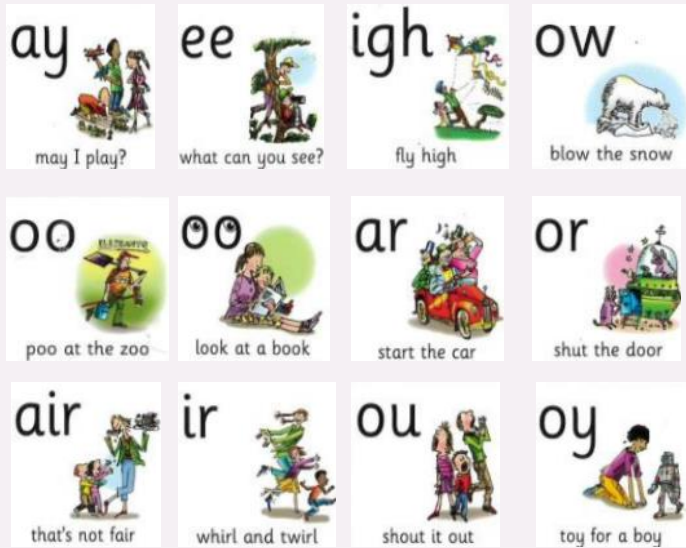 ay
may I play?
ee
what can you see?
igh
fly high
ow
blow the snow
oo
poo at the zoo
oo
look at a book
ar
start the car
or
shut the door
air
that's not fair
ir
whirl and twirl
ou
shout it out
oy
toy for a boy